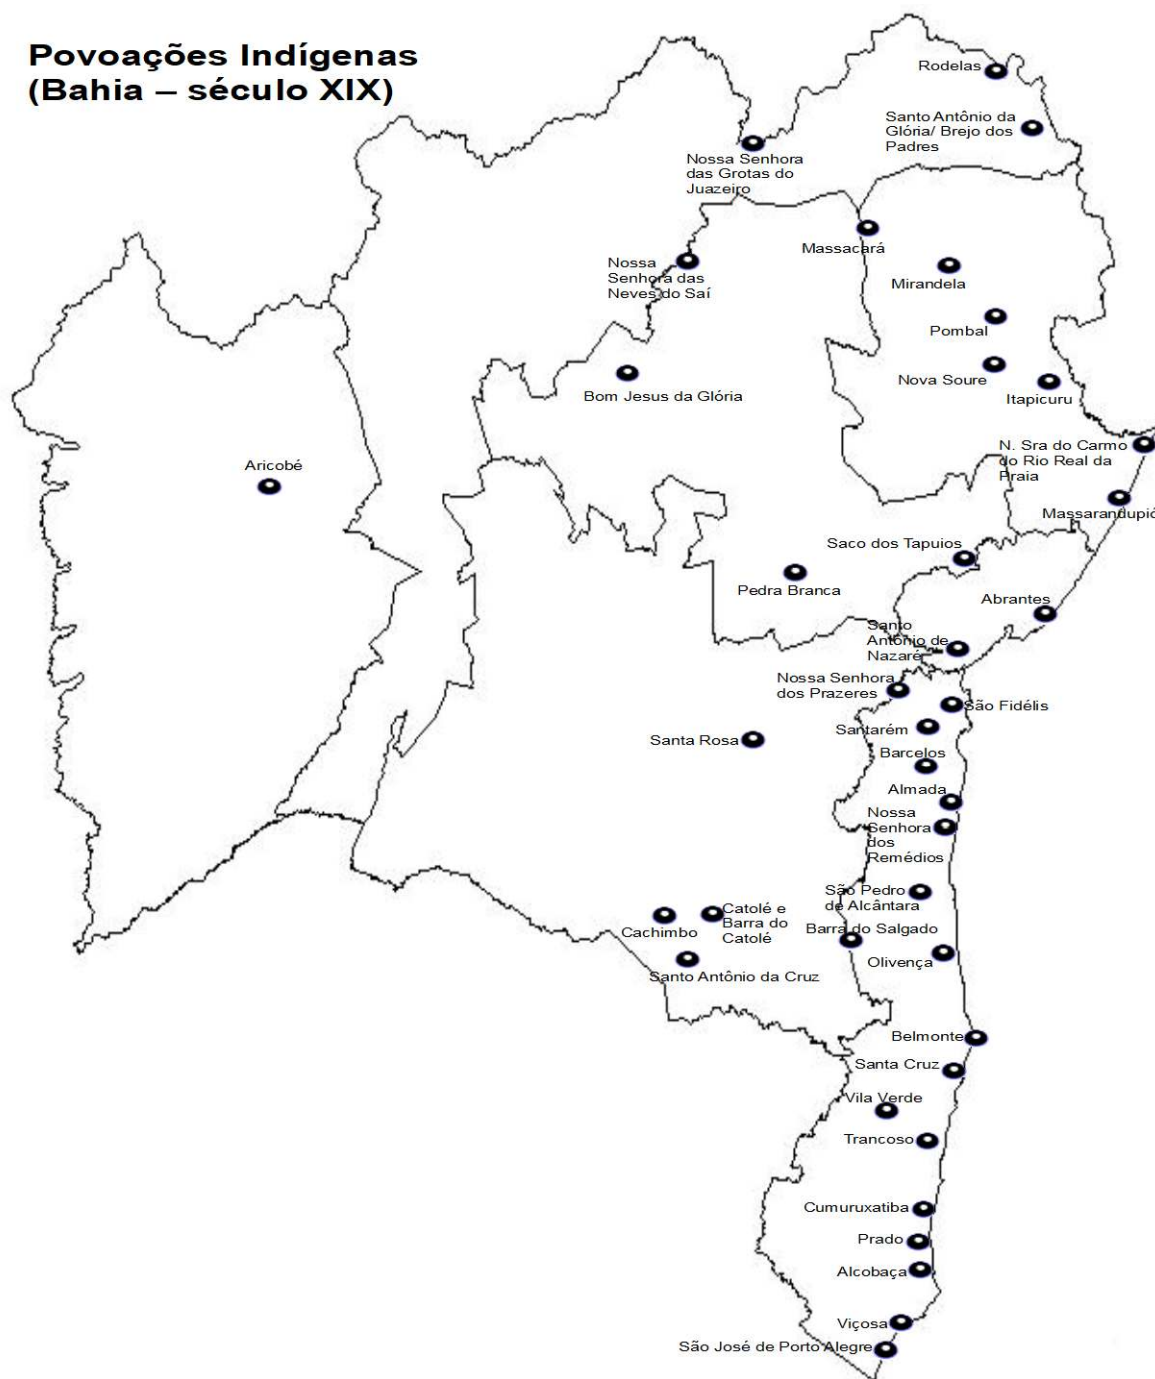 Povoações Indígenas
(Bahia – século XIX)
Rodelas
Santo Antônio da
Glória/ Brejo dos
Padres
Nossa Senhora
das Grotas do
Juazeiro
Massacará
Nossa
Senhora das
Neves do Saí
Mirandela
Pombal
Nova Soure
Bom Jesus da Glória
Itapicuru
N. Sra do Carmo
do Rio Real da
Praia
Aricobé
Massarandupió
Saco dos Tapuios
Pedra Branca
Abrantes
Santo
Antônio de
Nazaré
Nossa Senhora
dos Prazeres
São Fidélis
Santarém
Santa Rosa
Barcelos
Almada
Nossa
Senhora
dos
Remédios
São Pedro
de Alcântara
Catolé e
Barra do
Catolé
Cachimbo
Barra do Salgado
Olivença
Santo Antônio da Cruz
Belmonte
Santa Cruz
Vila Verde
Trancoso
Cumuruxatiba
Prado
Alcobaça
Viçosa
São José de Porto Alegre